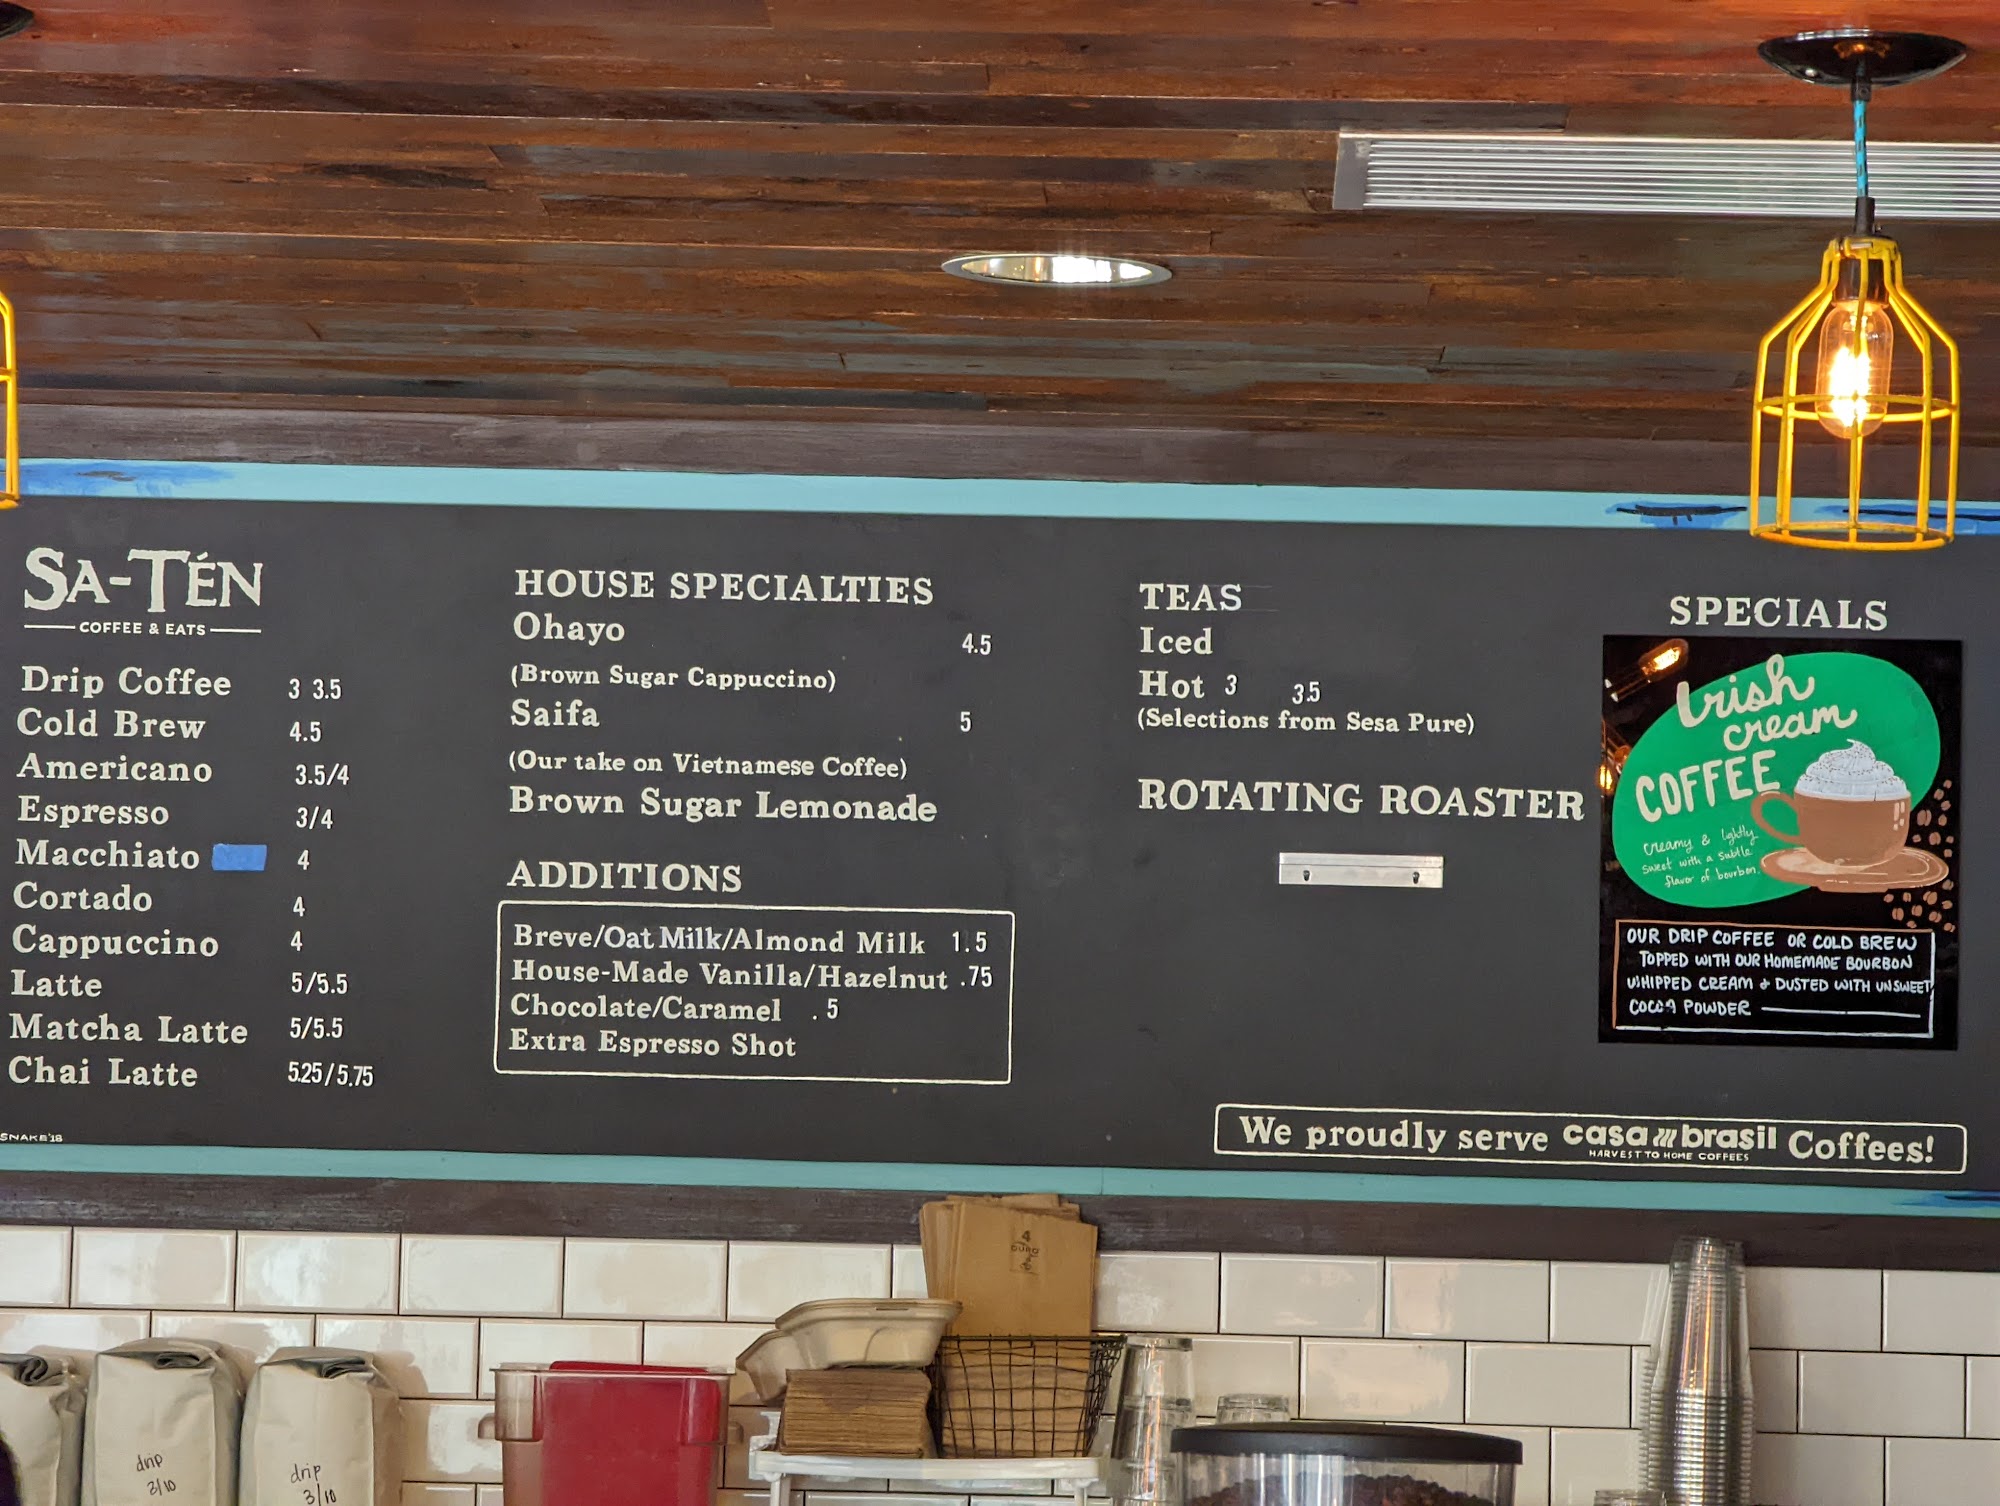 SA-TÉN
COFFEE & EATS
Drip Coffee 3 3.5
Cold Brew 4.5
Americano 3.5/4
Espresso 3/4
Macchiato 4
Cortado 4
Cappuccino 4
Latte 5/5.5
Matcha Latte 5/5.5
Chai Latte 5.25/5.75
SNAKE'18
HOUSE SPECIALTIES
Ohayo 4.5
(Brown Sugar Cappuccino)
Saifa 5
(Our take on Vietnamese Coffee)
Brown Sugar Lemonade
ADDITIONS
Breve/Oat Milk/Almond Milk 1.5
House-Made Vanilla/Hazelnut .75
Chocolate/Caramel .5
Extra Espresso Shot
TEAS
Iced
Hot 3 3.5
(Selections from Sesa Pure)
ROTATING ROASTER
SPECIALS
Irish
cream
COFFEE
creamy & lightly
sweet with a subtle
flavor of bourbon.
OUR DRIP COFFEE OR COLD BREW
TOPPED WITH OUR HOMEMADE BOURBON
WHIPPED CREAM & DUSTED WITH UNSWEET
COCOA POWDER
We proudly serve casa brasil Coffees!
HARVEST TO HOME COFFEES
4
DURO
drip
3/10
drip
3/10